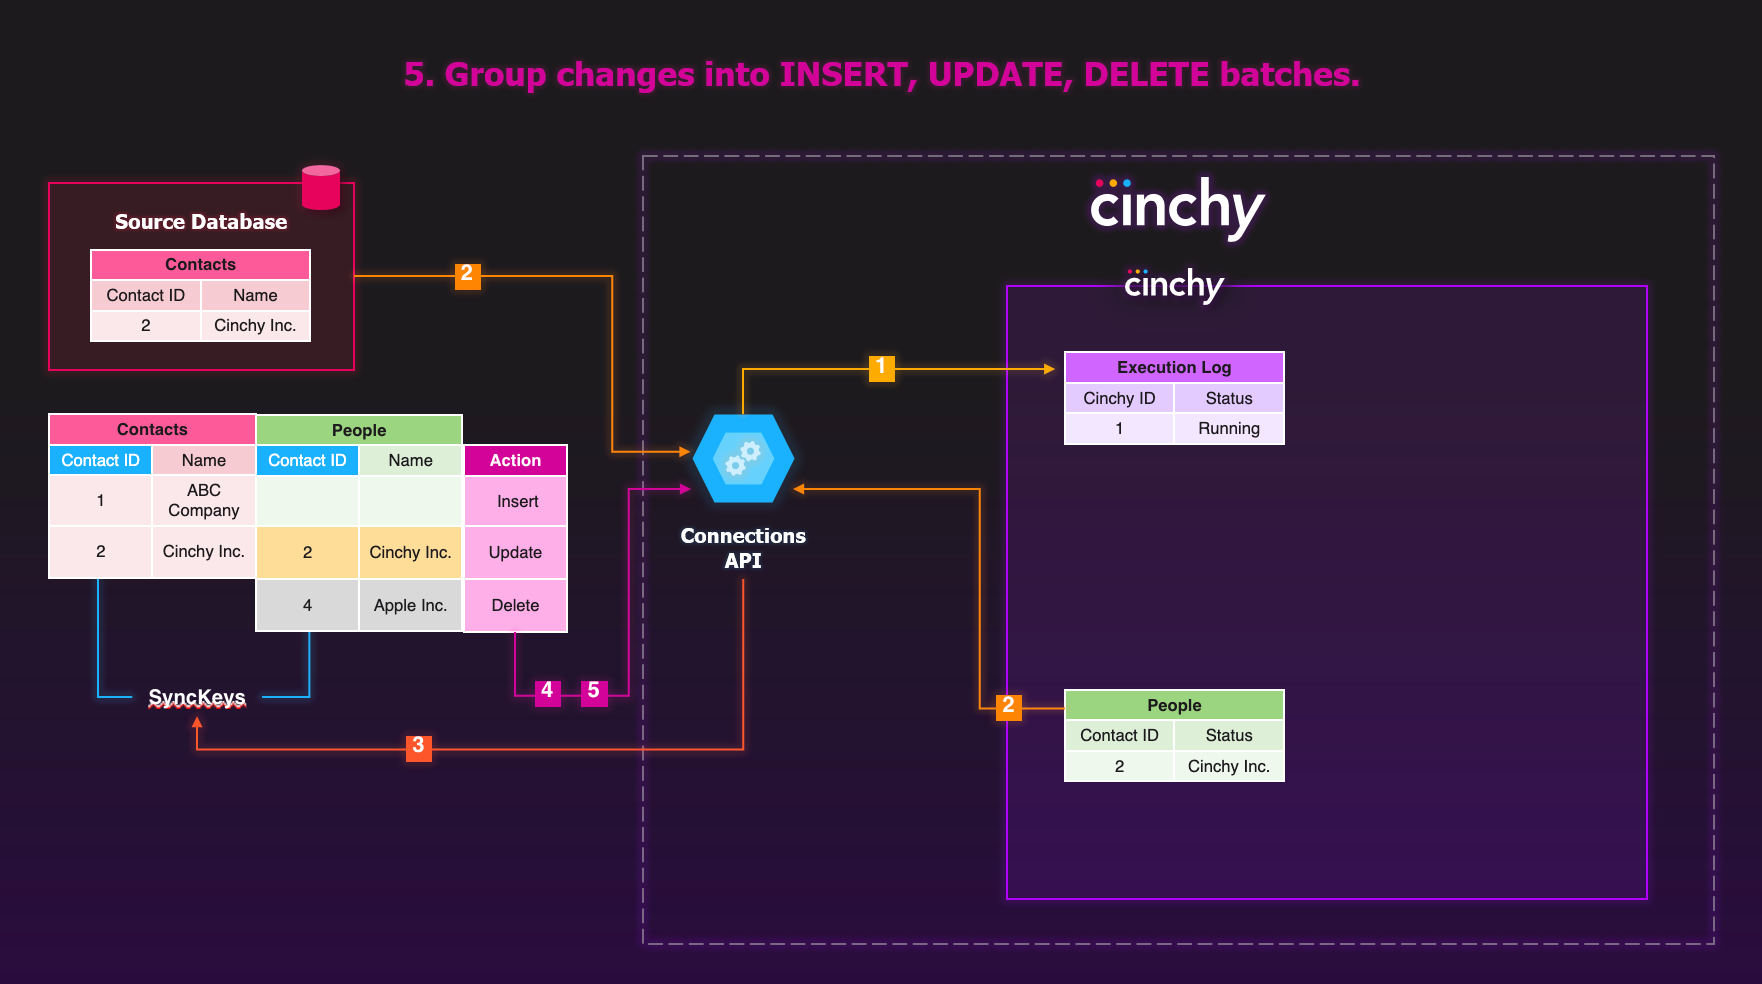 5. Group changes into INSERT, UPDATE, DELETE batches.
cinchy
Source Database
Contacts
Contact ID Name
2 Cinchy Inc.
2
cinchy
1
Execution Log
Cinchy ID Status
1 Running
Contacts People
Contact ID Name Contact ID Name Action
1 ABC Company Insert
2 Cinchy Inc. 2 Cinchy Inc. Update
4 Apple Inc. Delete
Connections
API
SyncKeys
4 5
3
2
People
Contact ID Status
2 Cinchy Inc.